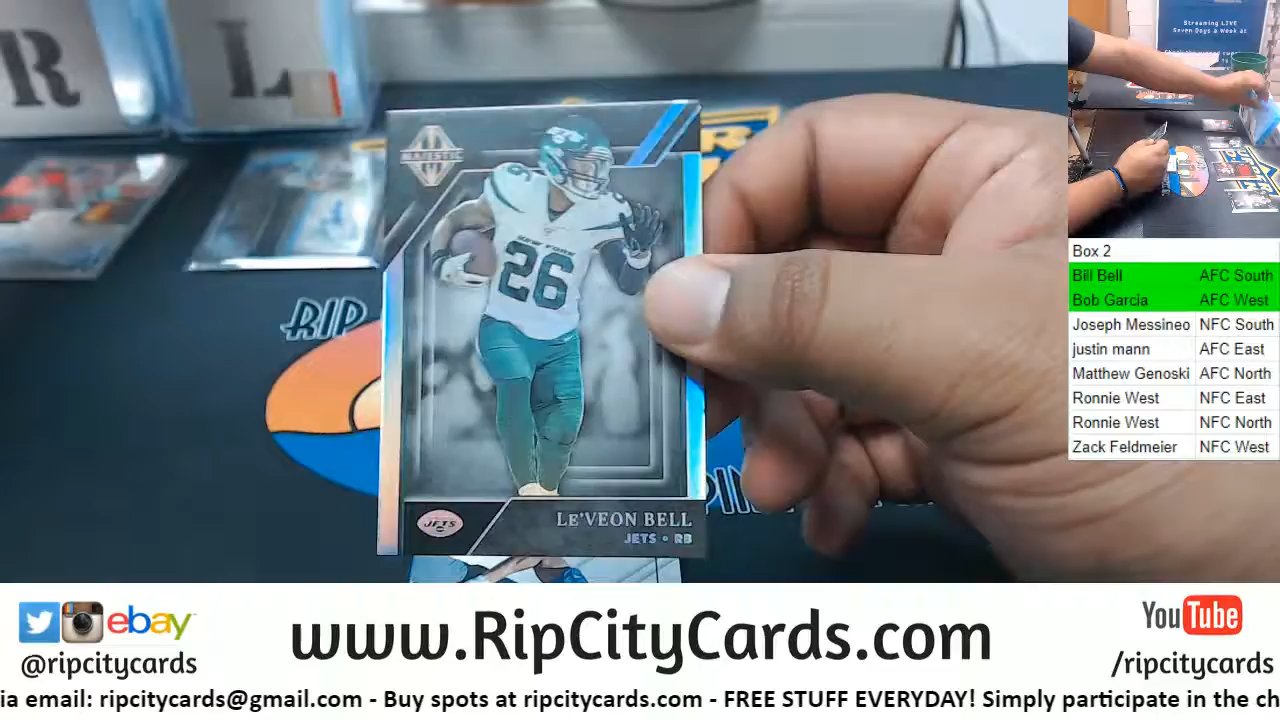 R L
MAJESTIC
NEW YORK
26
JETS
LE'VEON BELL
JETS • RB
RIP
Streaming LIVE
Seven Days a Week at
Box 2
Bill Bell AFC South
Bob Garcia AFC West
Joseph Messineo NFC South
justin mann AFC East
Matthew Genoski AFC North
Ronnie West NFC East
Ronnie West NFC North
Zack Feldmeier NFC West
ebay
@ripcitycards
www.RipCityCards.com
YouTube
/ripcitycards
ia email: ripcitycards@gmail.com - Buy spots at ripcitycards.com - FREE STUFF EVERYDAY! Simply participate in the ch